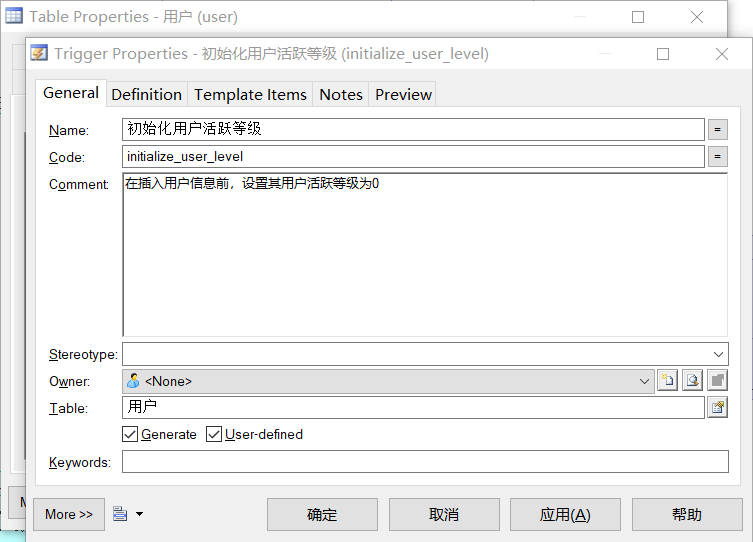 Table Properties - 用户 (user)
Trigger Properties - 初始化用户活跃等级 (initialize_user_level)
General Definition Template Items Notes Preview
Name: 初始化用户活跃等级 =
Code: initialize_user_level =
Comment: 在插入用户信息前，设置其用户活跃等级为0
Stereotype:
Owner: <None>
Table: 用户
Generate User-defined
Keywords:
M
More >> 确定 取消 应用(A) 帮助